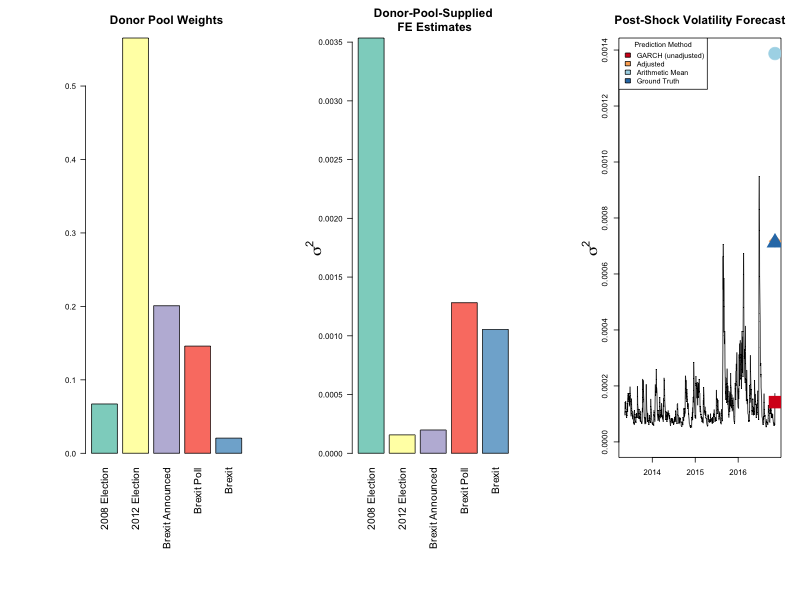 Donor Pool Weights
0.0
0.1
0.2
0.3
0.4
0.5
2008 Election
2012 Election
Brexit Announced
Brexit Poll
Brexit
Donor-Pool-Supplied
FE Estimates
σ2
0.0000
0.0005
0.0010
0.0015
0.0020
0.0025
0.0030
0.0035
2008 Election
2012 Election
Brexit Announced
Brexit Poll
Brexit
Post-Shock Volatility Forecast
Prediction Method
GARCH (unadjusted)
Adjusted
Arithmetic Mean
Ground Truth
σ2
0.0000
0.0002
0.0004
0.0006
0.0008
0.0010
0.0012
0.0014
2014
2015
2016